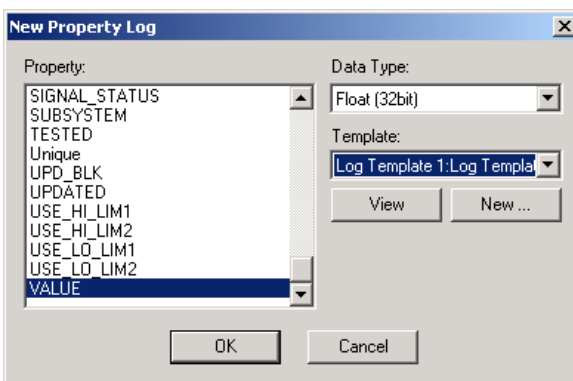 New Property Log
Property:
SIGNAL_STATUS
SUBSYSTEM
TESTED
Unique
UPD_BLK
UPDATED
USE_HI_LIM1
USE_HI_LIM2
USE_LO_LIM1
USE_LO_LIM2
VALUE
Data Type:
Float (32bit)
Template:
Log Template 1:Log Templat
View
New ...
OK
Cancel